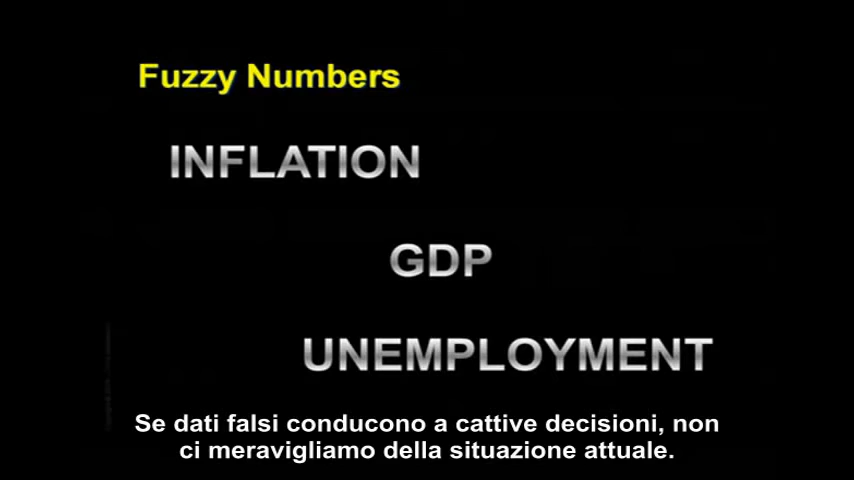 Fuzzy Numbers
INFLATION
GDP
UNEMPLOYMENT
Se dati falsi conducono a cattive decisioni, non
ci meravigliamo della situazione attuale.